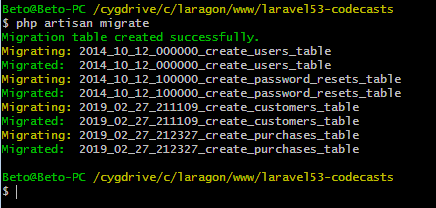 Beto@Beto-PC /cygdrive/c/laragon/www/laravel53-codecasts
$ php artisan migrate
Migration table created successfully.
Migrating: 2014_10_12_000000_create_users_table
Migrated:  2014_10_12_000000_create_users_table
Migrating: 2014_10_12_100000_create_password_resets_table
Migrated:  2014_10_12_100000_create_password_resets_table
Migrating: 2019_02_27_211109_create_customers_table
Migrated:  2019_02_27_211109_create_customers_table
Migrating: 2019_02_27_212327_create_purchases_table
Migrated:  2019_02_27_212327_create_purchases_table
Beto@Beto-PC /cygdrive/c/laragon/www/laravel53-codecasts
$